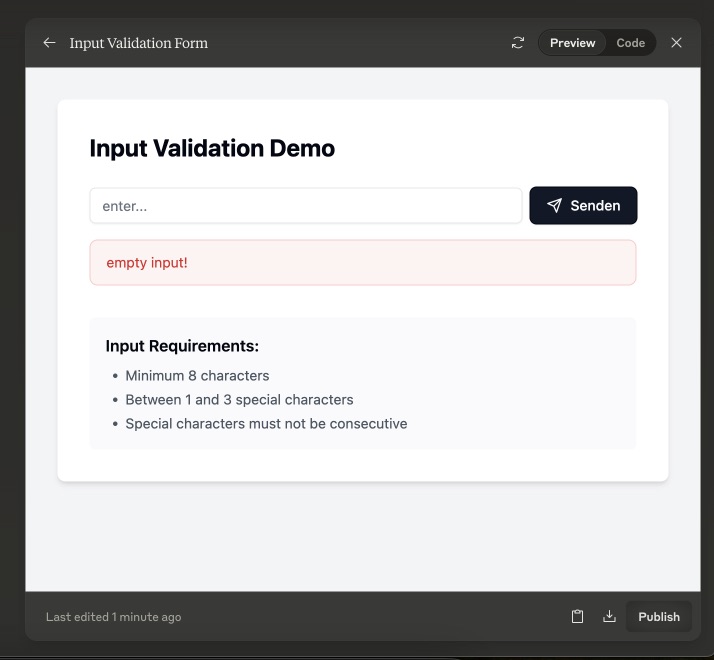 Input Validation Form
Preview Code
Input Validation Demo
enter...
Senden
empty input!
Input Requirements:
• Minimum 8 characters
• Between 1 and 3 special characters
• Special characters must not be consecutive
Last edited 1 minute ago
Publish